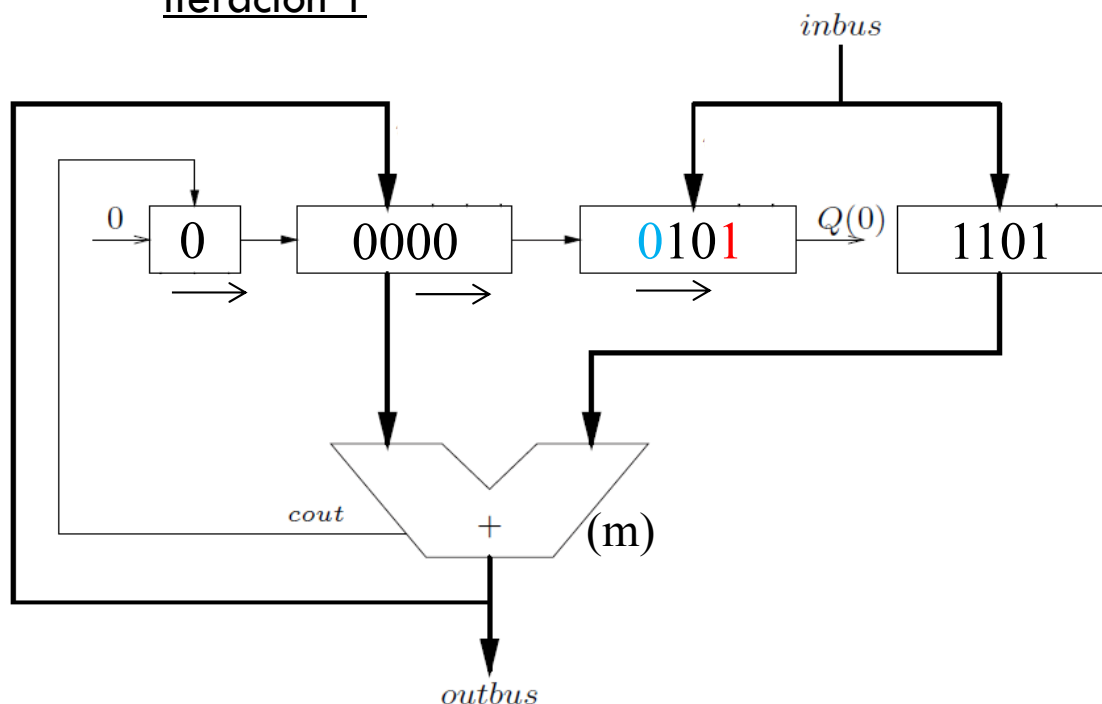 Iteración 1
inbus
0
0
0000
0101
Q(0)
1101
cout
+
(m)
outbus